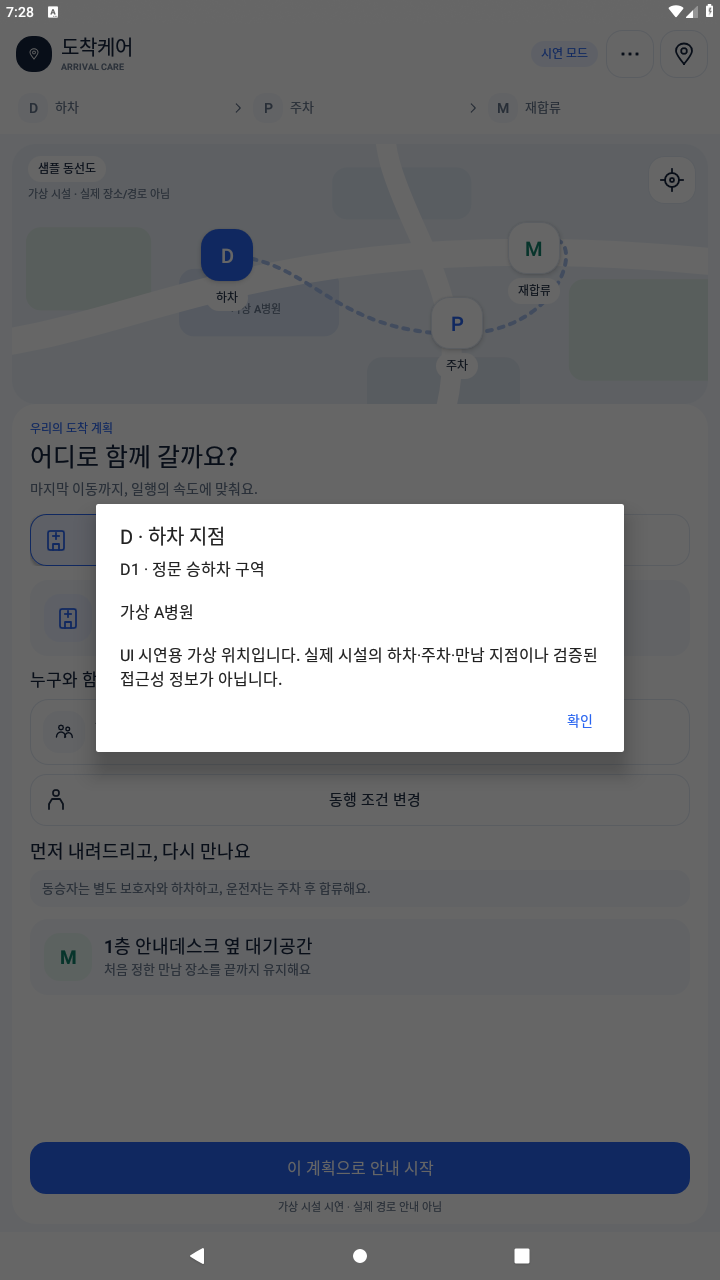 7:28
A
도착케어
ARRIVAL CARE
시연 모드
D 하차
P 주차
M 재합류
샘플 동선도
가상 시설 · 실제 장소/경로 아님
D
하차
A병원
M
재합류
P
주차
우리의 도착 계획
어디로 함께 갈까요?
마지막 이동까지, 일행의 속도에 맞춰요.
D · 하차 지점
D1 · 정문 승하차 구역
가상 A병원
UI 시연용 가상 위치입니다. 실제 시설의 하차·주차·만남 지점이나 검증된
접근성 정보가 아닙니다.
확인
누구와 함
동행 조건 변경
먼저 내려드리고, 다시 만나요
동승자는 별도 보호자와 하차하고, 운전자는 주차 후 합류해요.
M
1층 안내데스크 옆 대기공간
처음 정한 만남 장소를 끝까지 유지해요
이 계획으로 안내 시작
가상 시설 시연 · 실제 경로 안내 아님